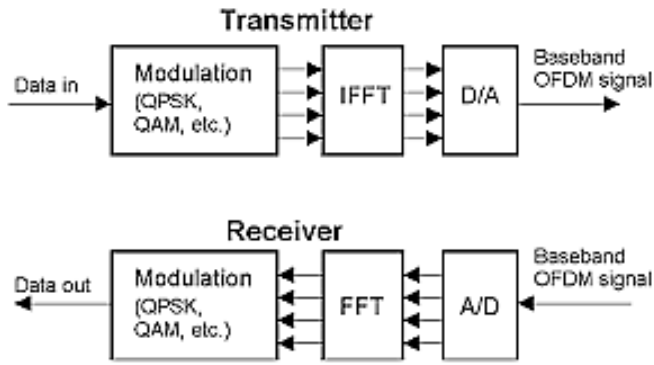 Transmitter
Data in
Modulation
(QPSK,
QAM, etc.)
IFFT
D/A
Baseband
OFDM signal
Receiver
Data out
Modulation
(QPSK,
QAM, etc.)
FFT
A/D
Baseband
OFDM signal